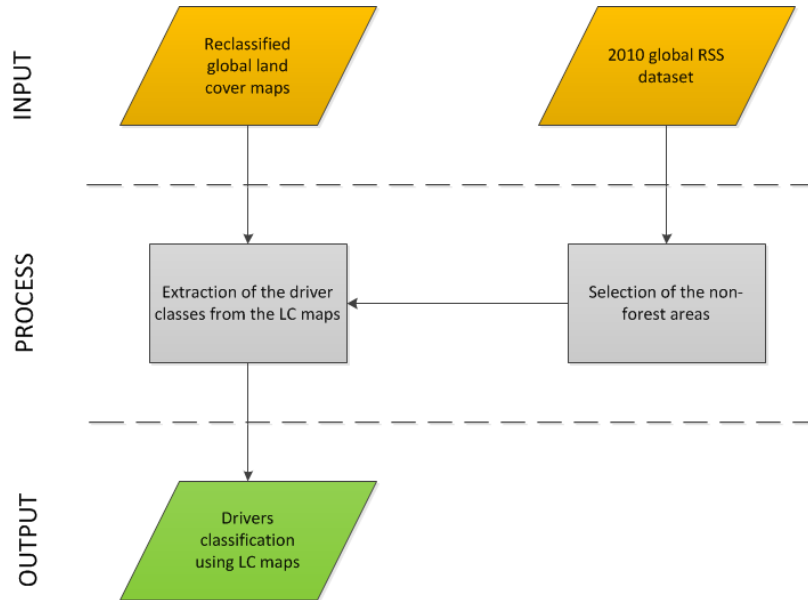 INPUT
Reclassified
global land
cover maps
2010 global RSS
dataset
PROCESS
Extraction of the driver
classes from the LC maps
Selection of the non-
forest areas
OUTPUT
Drivers
classification
using LC maps